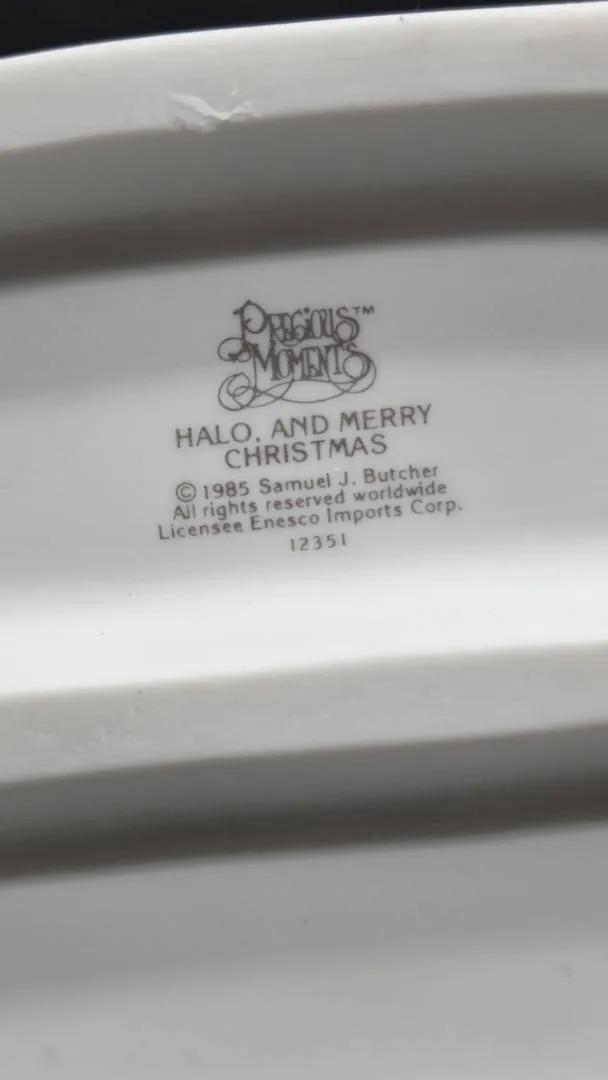 PRECIOUS™
MOMENTS
HALO, AND MERRY
CHRISTMAS
© 1985 Samuel J. Butcher
All rights reserved worldwide
Licensee Enesco Imports Corp.
12351